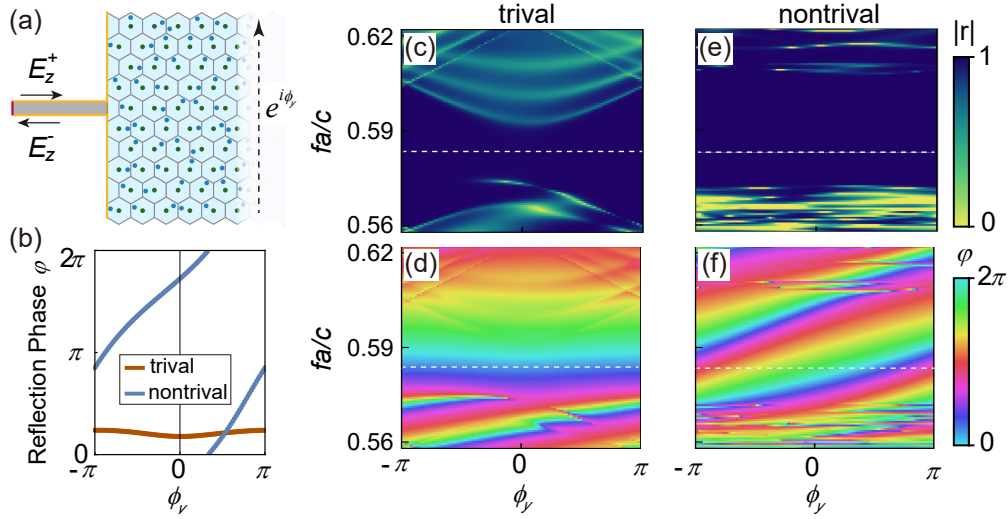 (a)
E_z^+
E_z^-
e^{iϕ_y}
(b)
Reflection Phase φ
2π
π
0
trival
nontrival
-π 0 π
ϕ_y
trival
(c)
fa/c
0.62
0.59
0.56
(d)
fa/c
0.62
0.59
0.56
-π 0 π
ϕ_y
nontrival
(e)
|r|
1
0
(f)
φ
2π
0
-π 0 π
ϕ_y